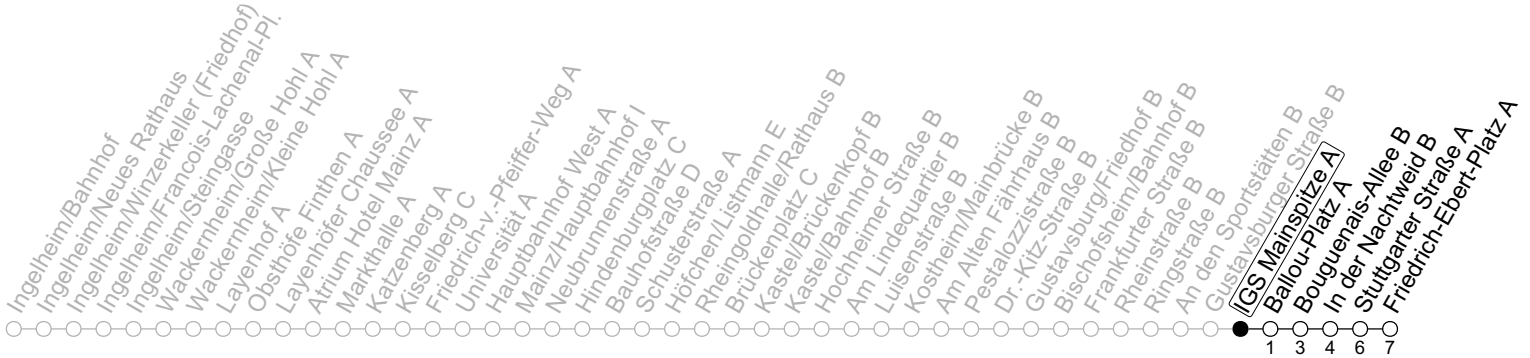 Ingelheim/Bahnhof
Ingelheim/Neues Rathaus
Ingelheim/Winzerkeller (Friedhof)
Ingelheim/Francois-Lachenal-Pl.
Ingelheim/Steingasse
Wackernheim/Große Hohl A
Wackernheim/Kleine Hohl A
Layenhof A
Osthöfe Finthen A
Layenhöfer Chaussee A
Atrium Hotel Mainz A
Markthalle A
Katzenberg A
Kisselberg C
Friedrich-v.-Pfeiffer-Weg A
Universität A
Hauptbahnhof West A
Mainz/Hauptbahnhof I
Neubrunnenstraße A
Hindenburgplatz C
Bauhofstraße D
Schusterstraße A
Höfchen/Listmann E
Rheingoldhalle/Rathaus B
Brückenplatz C
Kastel/Brückenkopf B
Kastel/Bahnhof B
Hochheimer Straße B
Am Lindequartier B
Luisenstraße B
Kostheim/Mainbrücke B
Am Alten Fährhaus B
Pestalozzistraße B
Dr.-Kitz-Straße B
Gustavsburg/Friedhof B
Bischofsheim/Bahnhof B
Frankfurter Straße B
Rheinstraße B
Ringstraße B
An den Sportstätten B
Gustavsburger Straße B
IGS Mainspitze A
Ballou-Platz A
Bouguenais-Allee B
In der Nachtweid B
Stuttgarter Straße A
Friedrich-Ebert-Platz A
1 3 4 6 7